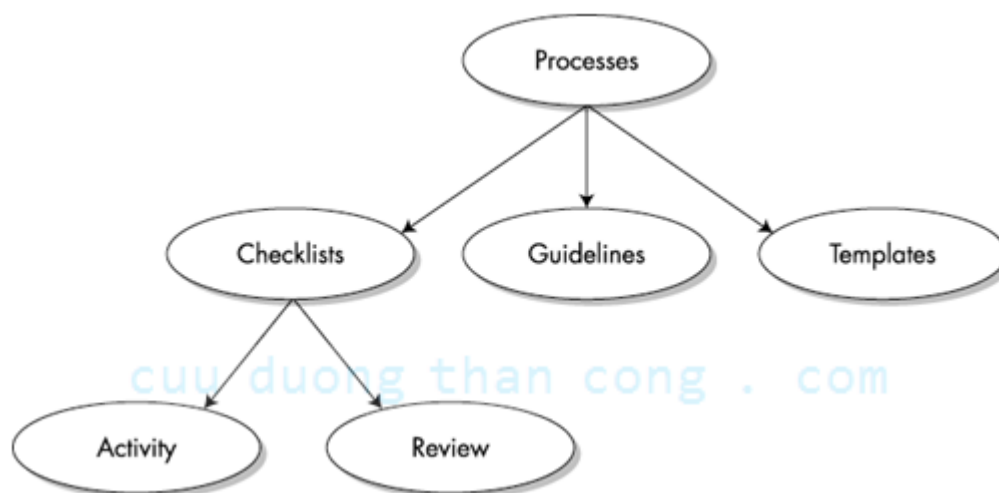 Processes
Checklists
Guidelines
Templates
cuu duong than cong . com
Activity
Review